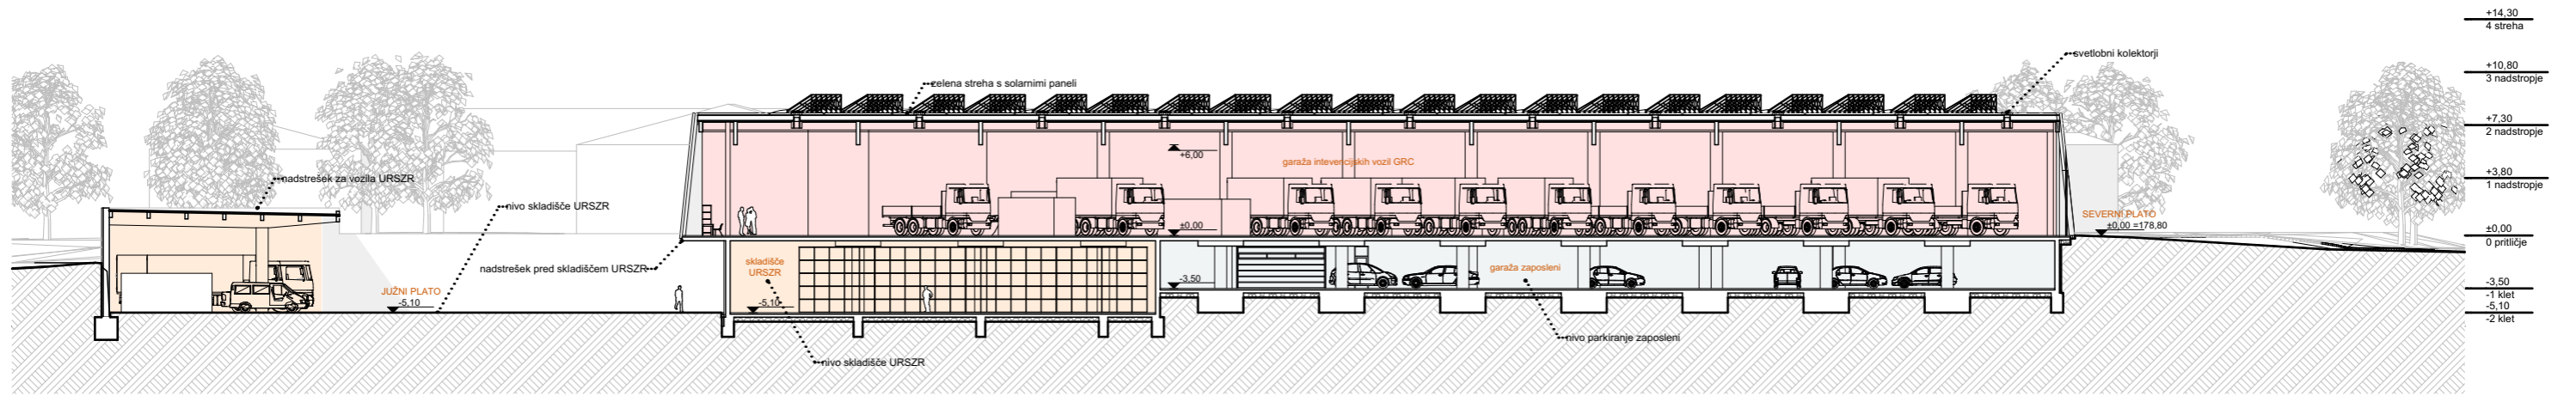 +14,30
4 streha
svetlobni kolektorji
+10,80
3 nadstropje
zelena streha s solarnimi paneli
+7,30
2 nadstropje
+6,00
garaža intevencijskih vozil GRC
nadstrešek za vozila URSZR
+3,80
1 nadstropje
nivo skladišče URSZR
SEVERNI PLATO
±0,00 =178,80
±0,00
±0,00
0 pritličje
nadstrešek pred skladiščem URSZR
skladišče
URSZR
garaža zaposleni
-3,50
-3,50
-1 klet
JUŽNI PLATO
-5,10
-5,10
-5,10
-2 klet
nivo parkiranje zaposleni
nivo skladišče URSZR